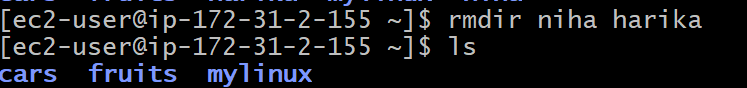 [ec2-user@ip-172-31-2-155 ~]$ rmdir niha harika
[ec2-user@ip-172-31-2-155 ~]$ ls
cars fruits mylinux